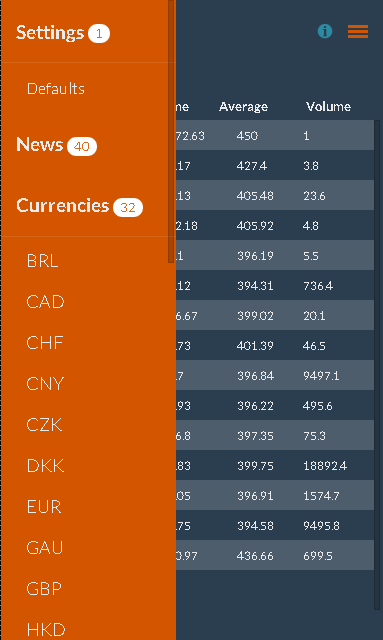 Settings 1
Defaults
News 40
Currencies 32
BRL
CAD
CHF
CNY
CZK
DKK
EUR
GAU
GBP
HKD
me Average Volume
72.63 450 1
.17 427.4 3.8
.13 405.48 23.6
2.18 405.92 4.8
.1 396.19 5.5
.12 394.31 736.4
6.67 399.02 20.1
.73 401.39 46.5
.7 396.84 9497.1
.93 396.22 495.6
6.8 397.35 75.3
.83 399.75 18892.4
.05 396.91 1574.7
.75 394.58 9495.8
0.97 436.66 699.5